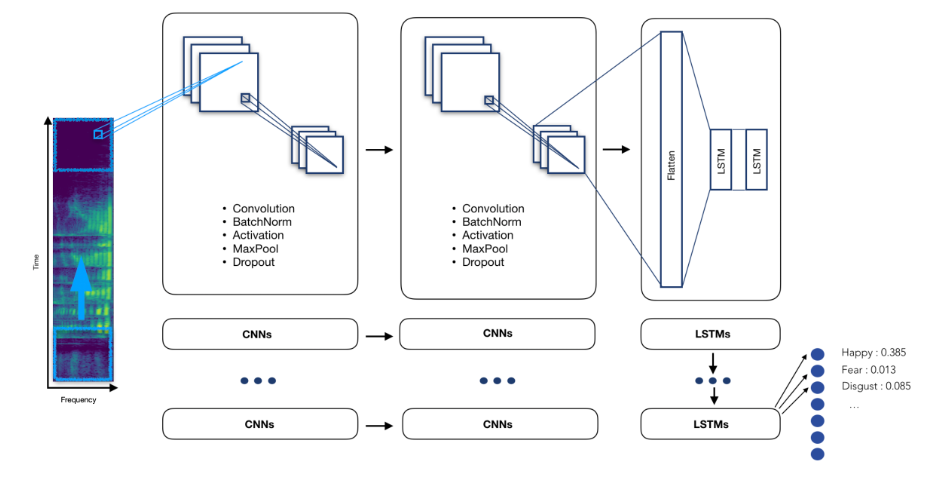 Time
Frequency
• Convolution
• BatchNorm
• Activation
• MaxPool
• Dropout
• Convolution
• BatchNorm
• Activation
• MaxPool
• Dropout
Flatten
LSTM
LSTM
CNNs
CNNs
LSTMs
CNNs
CNNs
LSTMs
Happy : 0.385
Fear : 0.013
Disgust : 0.085
...